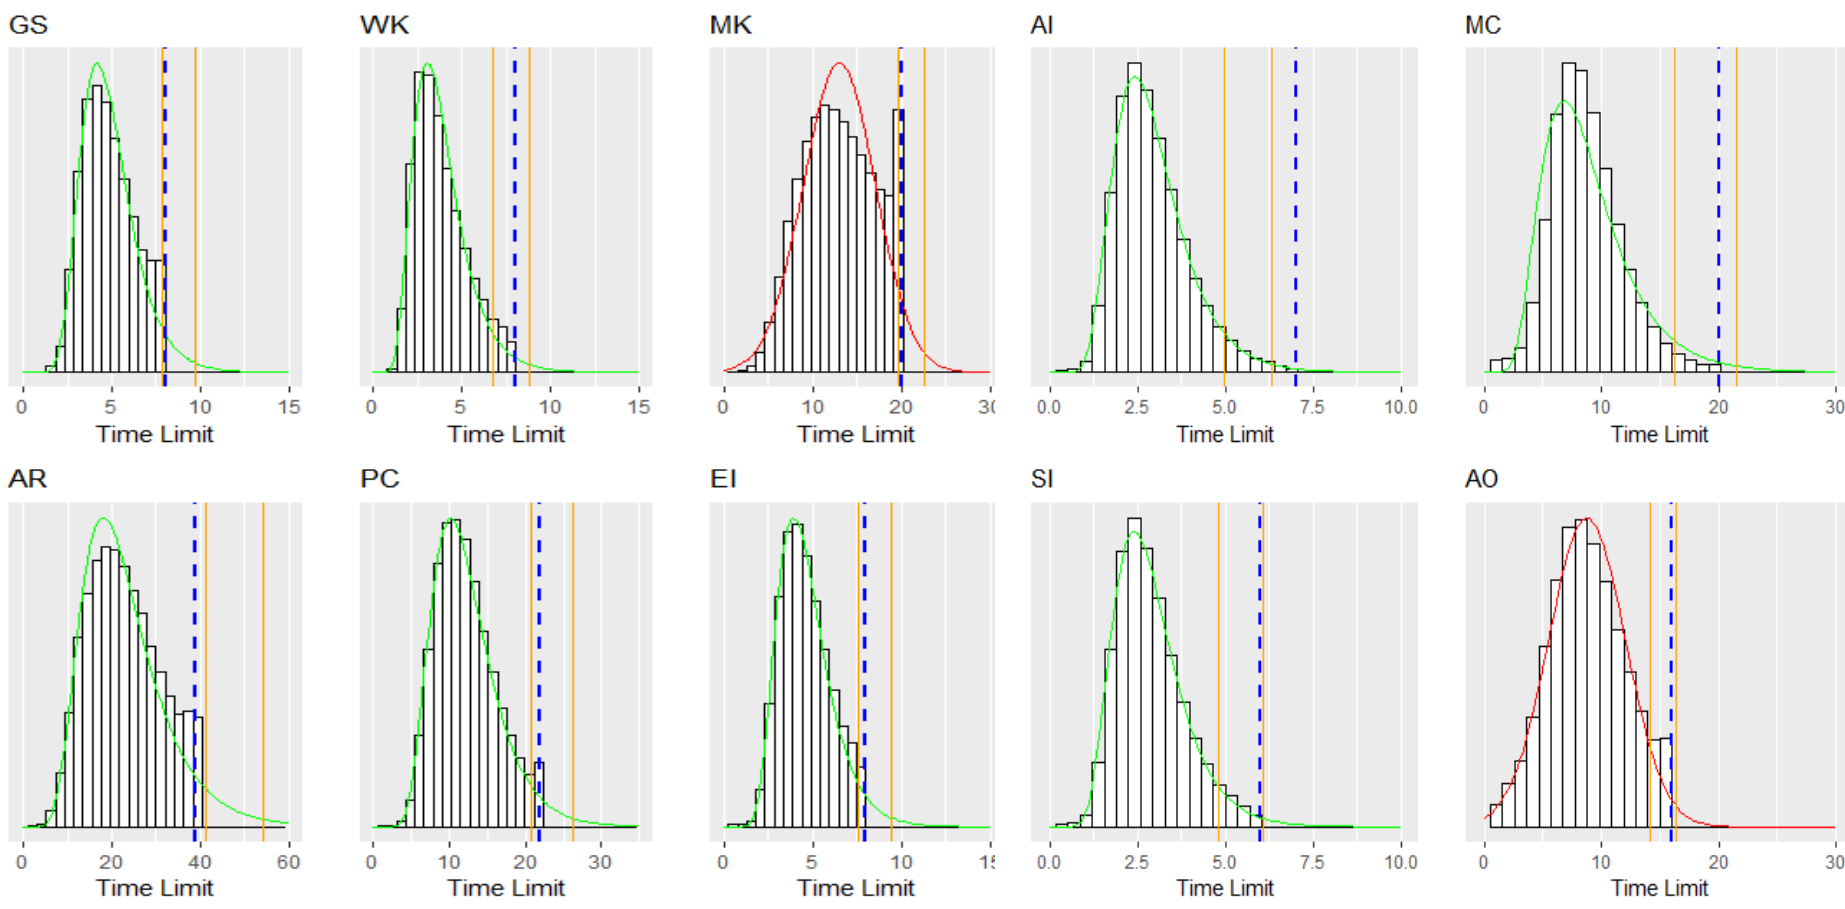 GS WK MK AI MC
0 5 10 15 0 5 10 15 0 10 20 30 0.0 2.5 5.0 7.5 10.0 0 10 20 30
Time Limit Time Limit Time Limit Time Limit Time Limit
AR PC EI SI AO
0 20 40 60 0 10 20 30 0 5 10 15 0.0 2.5 5.0 7.5 10.0 0 10 20 30
Time Limit Time Limit Time Limit Time Limit Time Limit